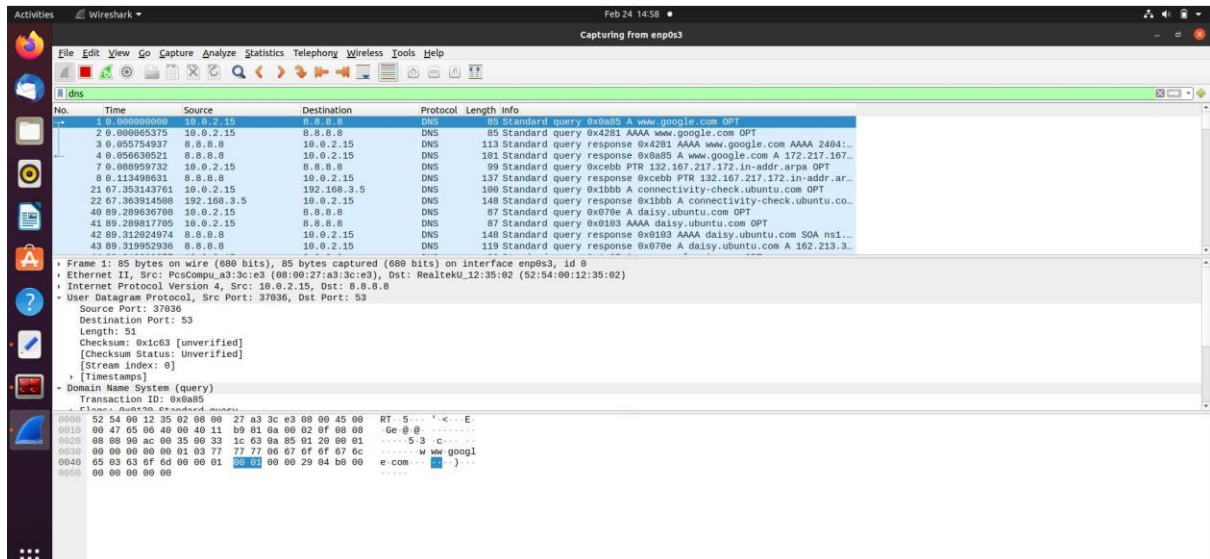 Activities Wireshark Feb 24 14:58
Capturing from enp0s3
File Edit View Go Capture Analyze Statistics Telephony Wireless Tools Help
dns
No. Time Source Destination Protocol Length Info
1 0.000000000 10.0.2.15 8.8.8.8 DNS 85 Standard query 0x0a85 A www.google.com OPT
2 0.000065375 10.0.2.15 8.8.8.8 DNS 85 Standard query 0x4281 AAAA www.google.com OPT
3 0.055754937 8.8.8.8 10.0.2.15 DNS 113 Standard query response 0x4281 AAAA www.google.com AAAA 2404:…
4 0.056630521 8.8.8.8 10.0.2.15 DNS 101 Standard query response 0x0a85 A www.google.com A 172.217.167…
7 0.088959732 10.0.2.15 8.8.8.8 DNS 99 Standard query 0xcebb PTR 132.167.217.172.in-addr.arpa OPT
8 0.113498631 8.8.8.8 10.0.2.15 DNS 137 Standard query response 0xcebb PTR 132.167.217.172.in-addr.ar…
21 67.353143761 10.0.2.15 192.168.3.5 DNS 100 Standard query 0x1bbb A connectivity-check.ubuntu.com OPT
22 67.363914508 192.168.3.5 10.0.2.15 DNS 148 Standard query response 0x1bbb A connectivity-check.ubuntu.co…
40 89.289636708 10.0.2.15 8.8.8.8 DNS 87 Standard query 0x070e A daisy.ubuntu.com OPT
41 89.289817705 10.0.2.15 8.8.8.8 DNS 87 Standard query 0x0103 AAAA daisy.ubuntu.com OPT
42 89.312024974 8.8.8.8 10.0.2.15 DNS 148 Standard query response 0x0103 AAAA daisy.ubuntu.com SOA ns1.…
43 89.319952936 8.8.8.8 10.0.2.15 DNS 119 Standard query response 0x070e A daisy.ubuntu.com A 162.213.3…
Frame 1: 85 bytes on wire (680 bits), 85 bytes captured (680 bits) on interface enp0s3, id 0
Ethernet II, Src: PcsCompu_a3:3c:e3 (08:00:27:a3:3c:e3), Dst: RealtekU_12:35:02 (52:54:00:12:35:02)
Internet Protocol Version 4, Src: 10.0.2.15, Dst: 8.8.8.8
User Datagram Protocol, Src Port: 37036, Dst Port: 53
Source Port: 37036
Destination Port: 53
Length: 51
Checksum: 0x1c63 [unverified]
[Checksum Status: Unverified]
[Stream index: 0]
[Timestamps]
Domain Name System (query)
Transaction ID: 0x0a85
Flags: 0x0120 Standard query
0000 52 54 00 12 35 02 08 00 27 a3 3c e3 08 00 45 00 RT··5··· '·<···E·
0010 00 47 65 06 40 00 40 11 b9 81 0a 00 02 0f 08 08 ·Ge·@·@· ········
0020 08 08 90 ac 00 35 00 33 1c 63 0a 85 01 20 00 01 ·····5·3 ·c··· ··
0030 00 00 00 00 00 01 03 77 77 77 06 67 6f 6f 67 6c ·······w ww·googl
0040 65 03 63 6f 6d 00 00 01 00 01 00 00 29 04 b0 00 e·com··· ····)···
0050 00 00 00 00 00 ·····